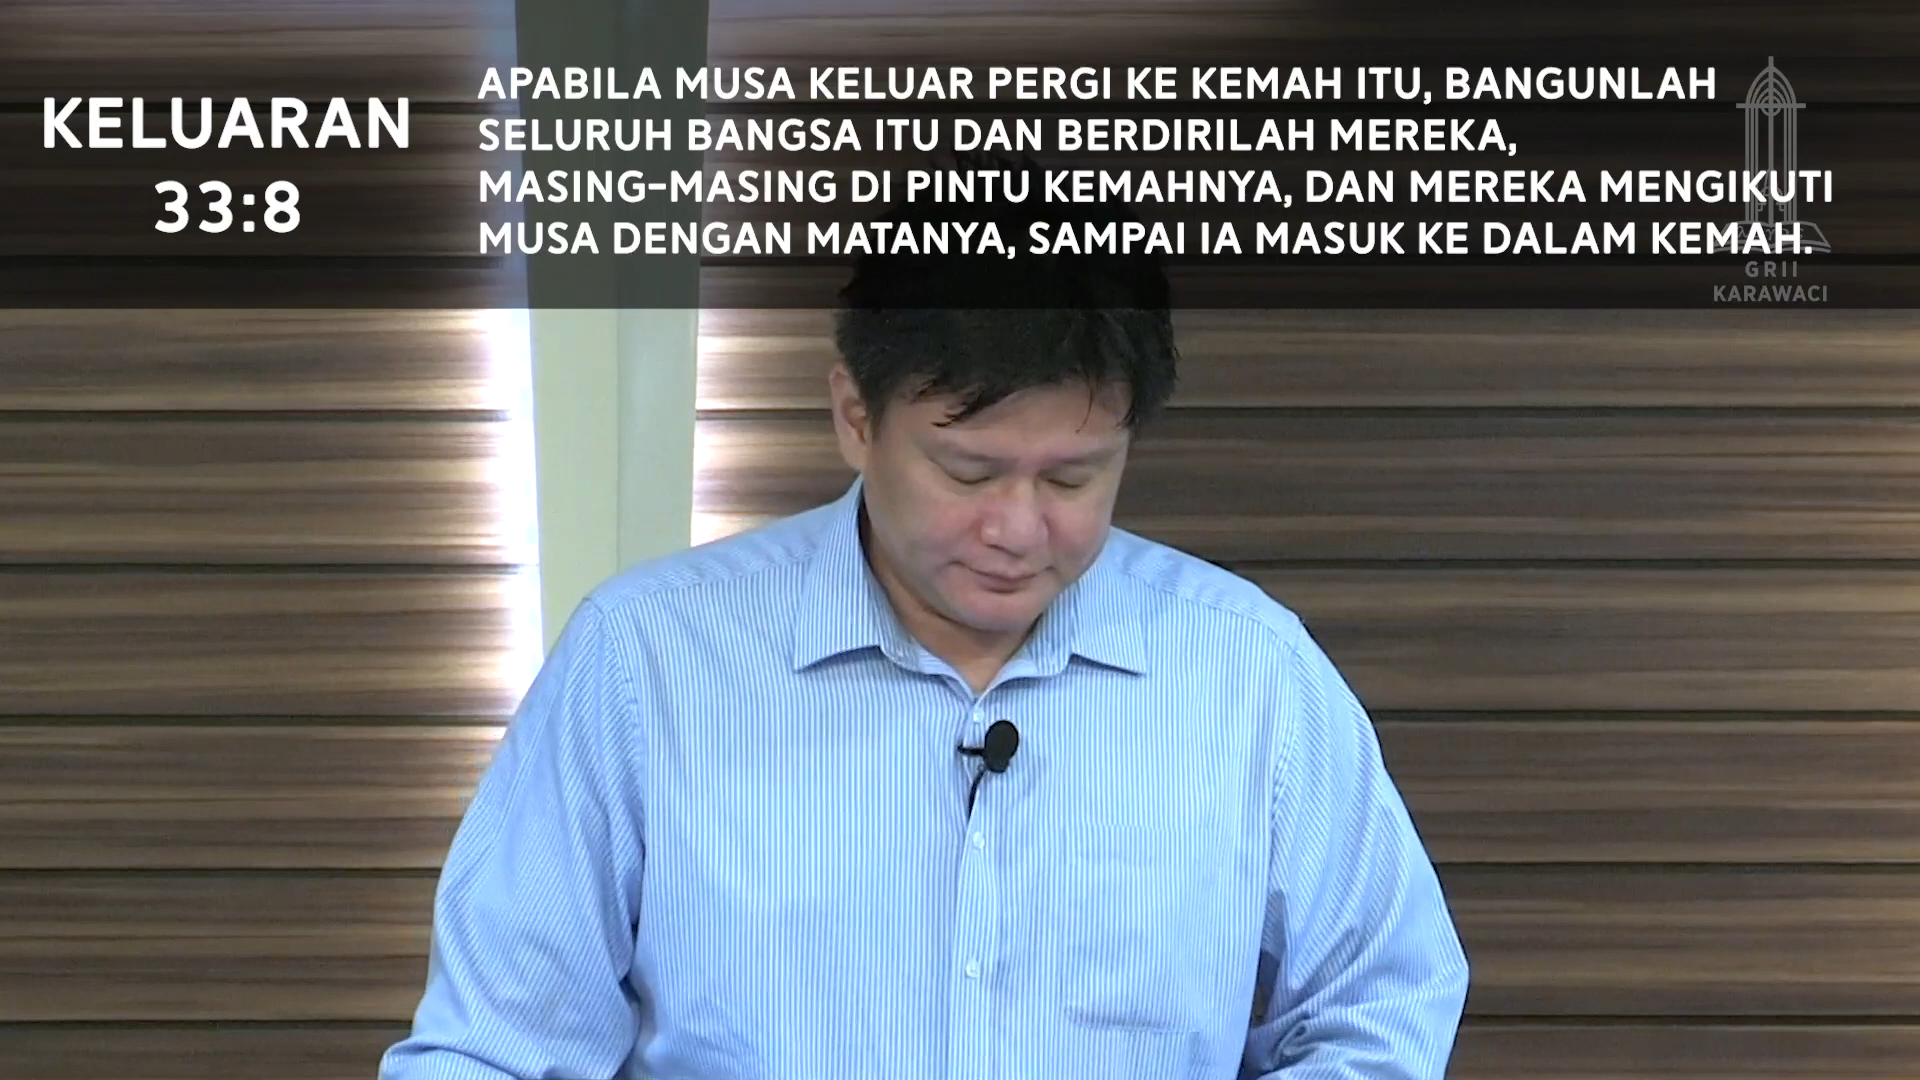 KELUARAN
33:8
APABILA MUSA KELUAR PERGI KE KEMAH ITU, BANGUNLAH
SELURUH BANGSA ITU DAN BERDIRILAH MEREKA,
MASING-MASING DI PINTU KEMAHNYA, DAN MEREKA MENGIKUTI
MUSA DENGAN MATANYA, SAMPAI IA MASUK KE DALAM KEMAH.
GRII
KARAWACI